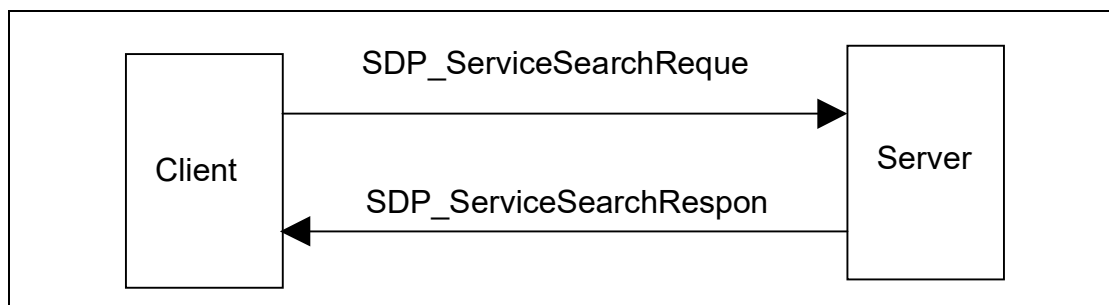 SDP_ServiceSearchReque
Client
Server
SDP_ServiceSearchRespon